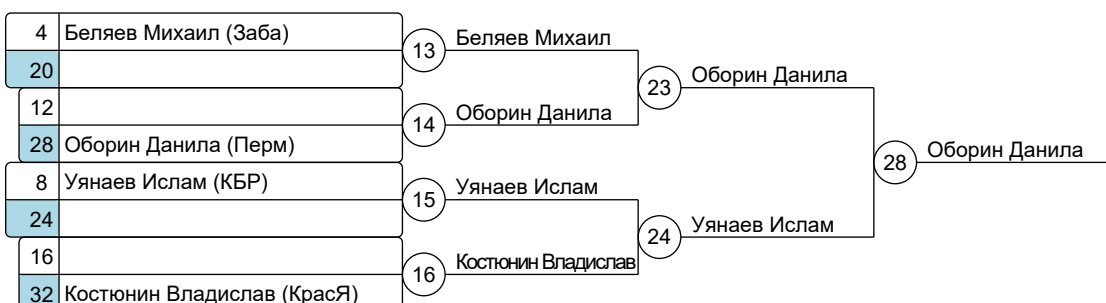 4 Беляев Михаил (Заба)
20
12
28 Оборин Данила (Перм)
8 Уянаев Ислам (КБР)
24
16
32 Костюнин Владислав (КрасЯ)
13 Беляев Михаил
14 Оборин Данила
15 Уянаев Ислам
16 Костюнин Владислав
23 Оборин Данила
24 Уянаев Ислам
28 Оборин Данила